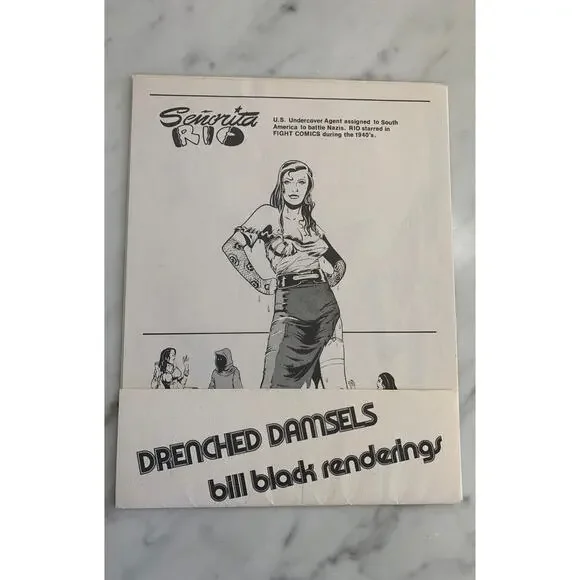 Señorita
RIO
U.S. Undercover Agent assigned to South
America to battle Nazis. RIO starred in
FIGHT COMICS during the 1940's.
DRENCHED DAMSELS
bill black renderings